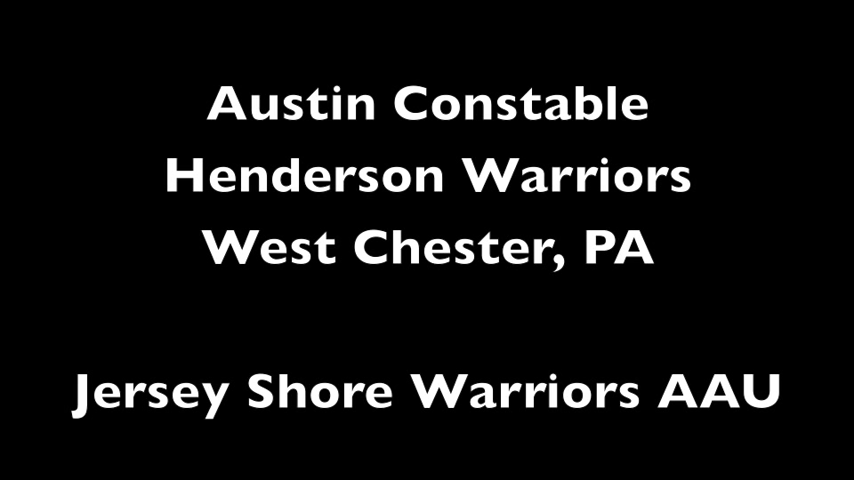 Austin Constable
Henderson Warriors
West Chester, PA
Jersey Shore Warriors AAU